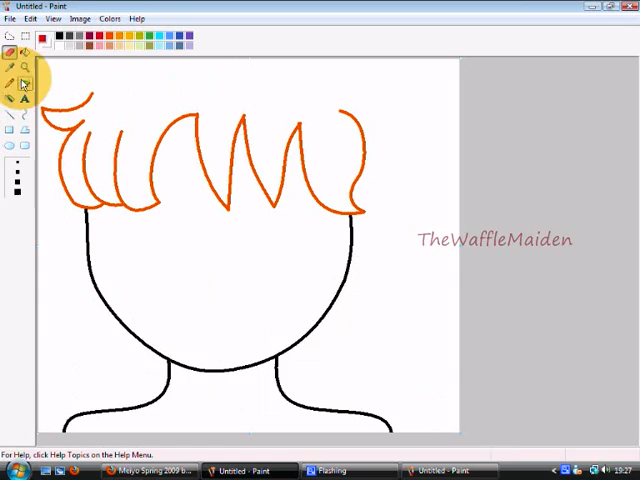 Untitled - Paint
File Edit View Image Colors Help
A
TheWaffleMaiden
For Help, click Help Topics on the Help Menu.
Meiyo Spring 2009 b...
Untitled - Paint
Flashing
Untitled - Paint
19:27